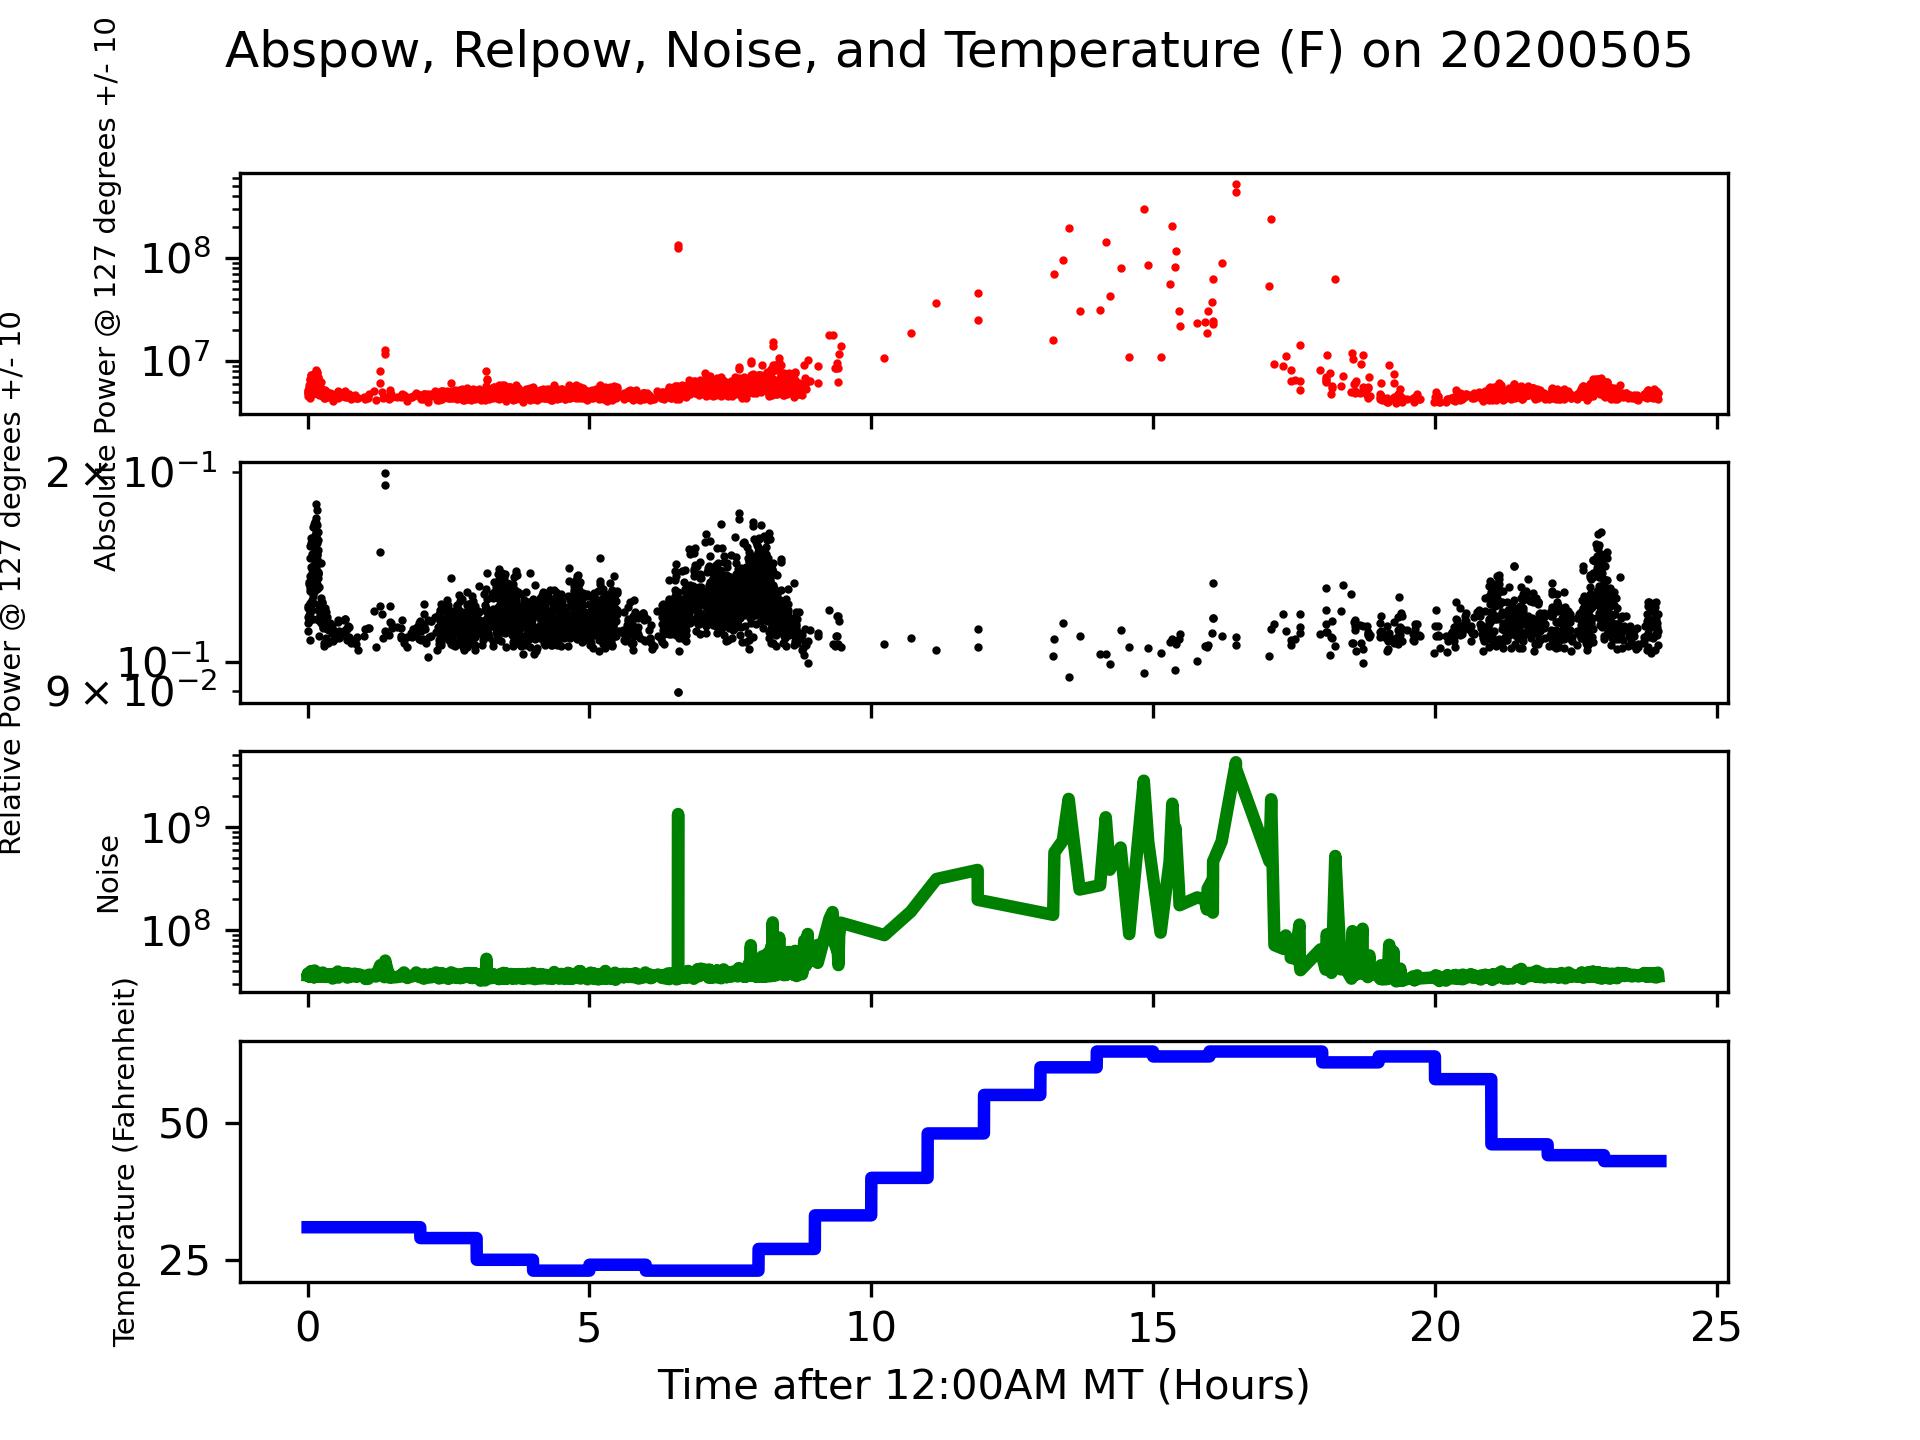 Abspow, Relpow, Noise, and Temperature (F) on 20200505
Absolute Power @ 127 degrees +/- 10
10⁸
10⁷
Relative Power @ 127 degrees +/- 10
2 × 10⁻¹
10⁻¹
9 × 10⁻²
Noise
10⁹
10⁸
Temperature (Fahrenheit)
50
25
0 5 10 15 20 25
Time after 12:00AM MT (Hours)